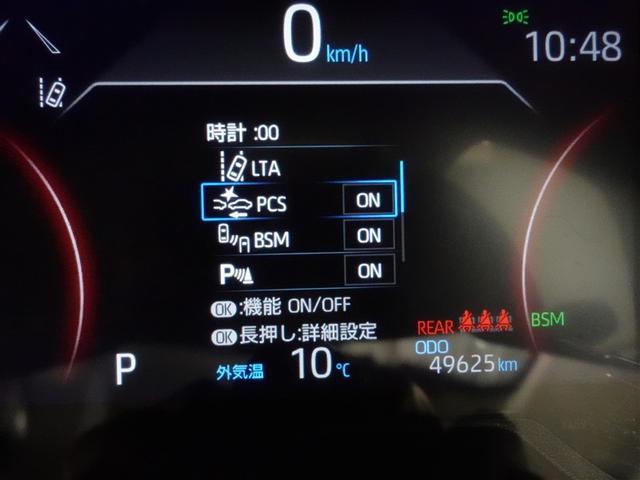 0 km/h
10:48
時計 :00
LTA
PCS ON
BSM ON
P ON
OK :機能 ON/OFF
OK 長押し:詳細設定
REAR
BSM
ODO
49625 km
P
外気温 10 ℃